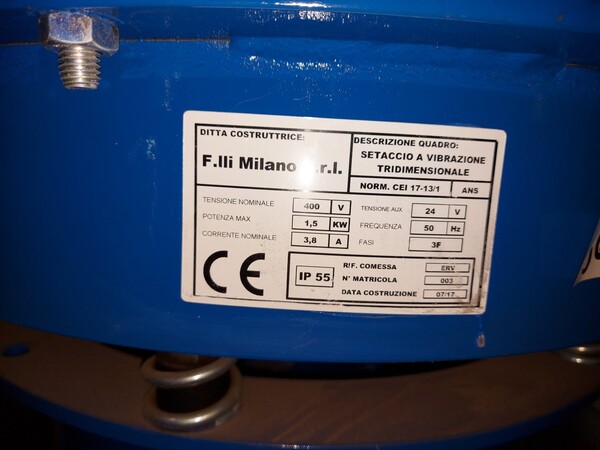 DITTA COSTRUTTRICE:
F.lli Milano .r.l.
DESCRIZIONE QUADRO:
SETACCIO A VIBRAZIONE
TRIDIMENSIONALE
NORM. CEI 17-13/1 ANS
TENSIONE NOMINALE 400 V
POTENZA MAX 1,5 KW
CORRENTE NOMINALE 3,8 A
TENSIONE AUX 24 V
FREQUENZA 50 Hz
FASI 3F
CE
IP 55
RIF. COMESSA ERV
N° MATRICOLA 003
DATA COSTRUZIONE 07/17